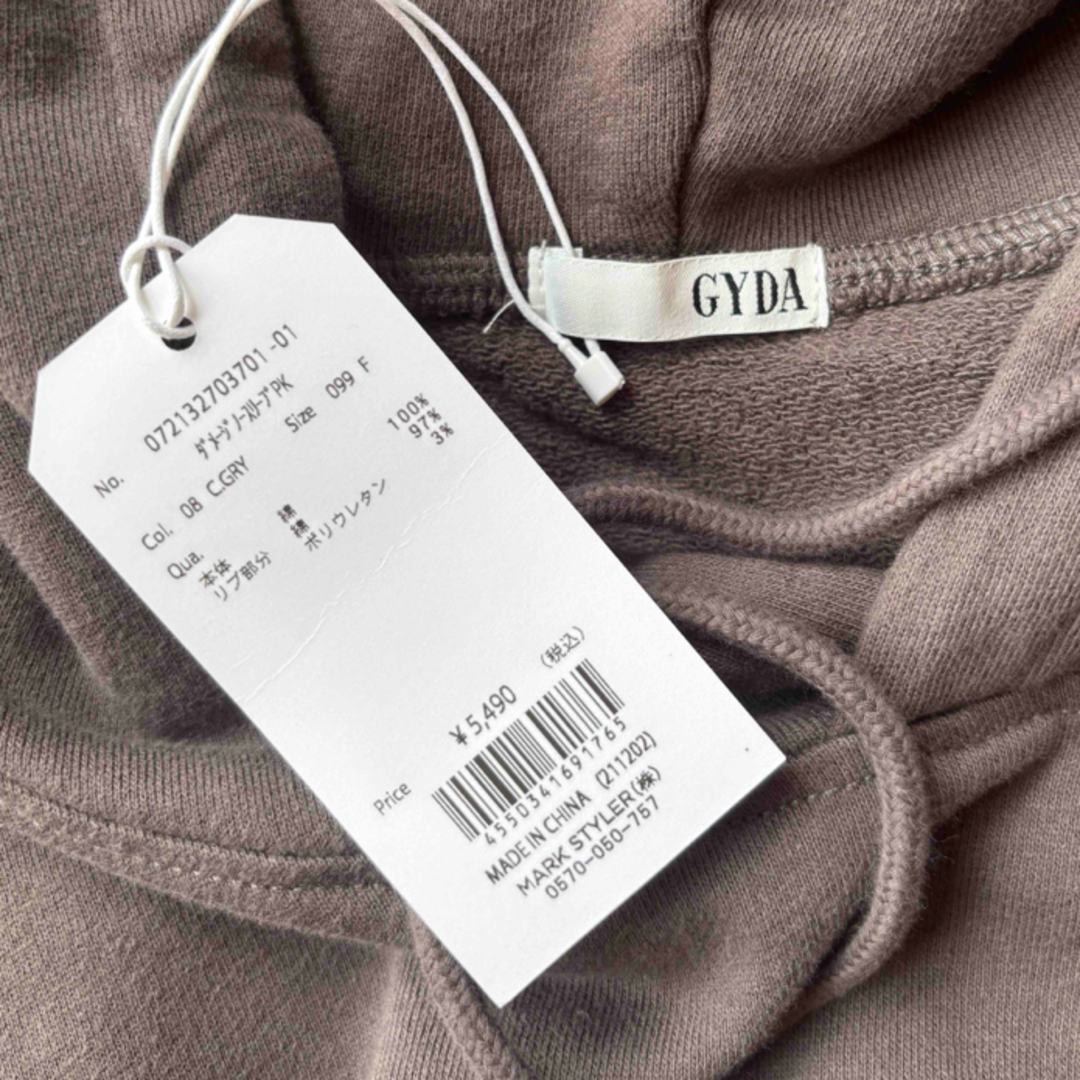 GYDA
No. 072132703701-01
ﾀﾞﾒｰｼﾞﾉｰｽﾘｰﾌﾞPK
Col. 08 C.GRY Size 099 F
Qua.
本体 綿 100%
リブ部分 綿 97%
ポリウレタン 3%
Price ¥5,490 (税込)
4550341691765
MADE IN CHINA (211202)
MARK STYLER(株)
0570-050-757